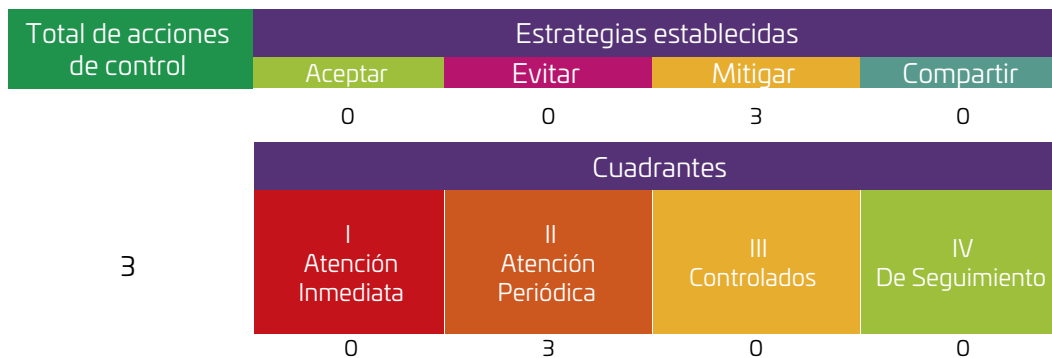 Total de acciones
de control
Estrategias establecidas
Aceptar
Evitar
Mitigar
Compartir
0
0
3
0
Cuadrantes
3
I
Atención
Inmediata
II
Atención
Periódica
III
Controlados
IV
De Seguimiento
0
3
0
0